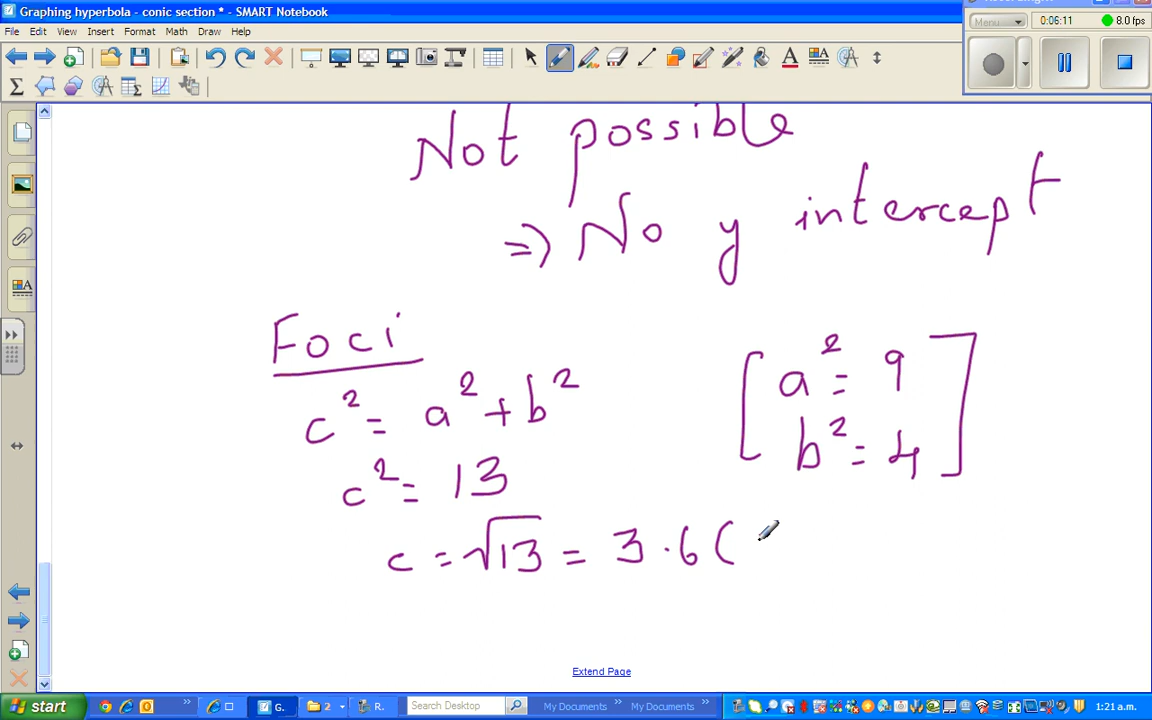 Graphing hyperbola - conic section * - SMART Notebook
Menu
0:06:11
8.0 fps
File Edit View Insert Format Math Draw Help
Not possible
=> No y intercept
Foci
c² = a² + b²
[a² = 9
b² = 4]
c² = 13
c = √13 = 3.6 (
Extend Page
start
G.
2
R.
Search Desktop
My Documents
My Documents
1:21 a.m.